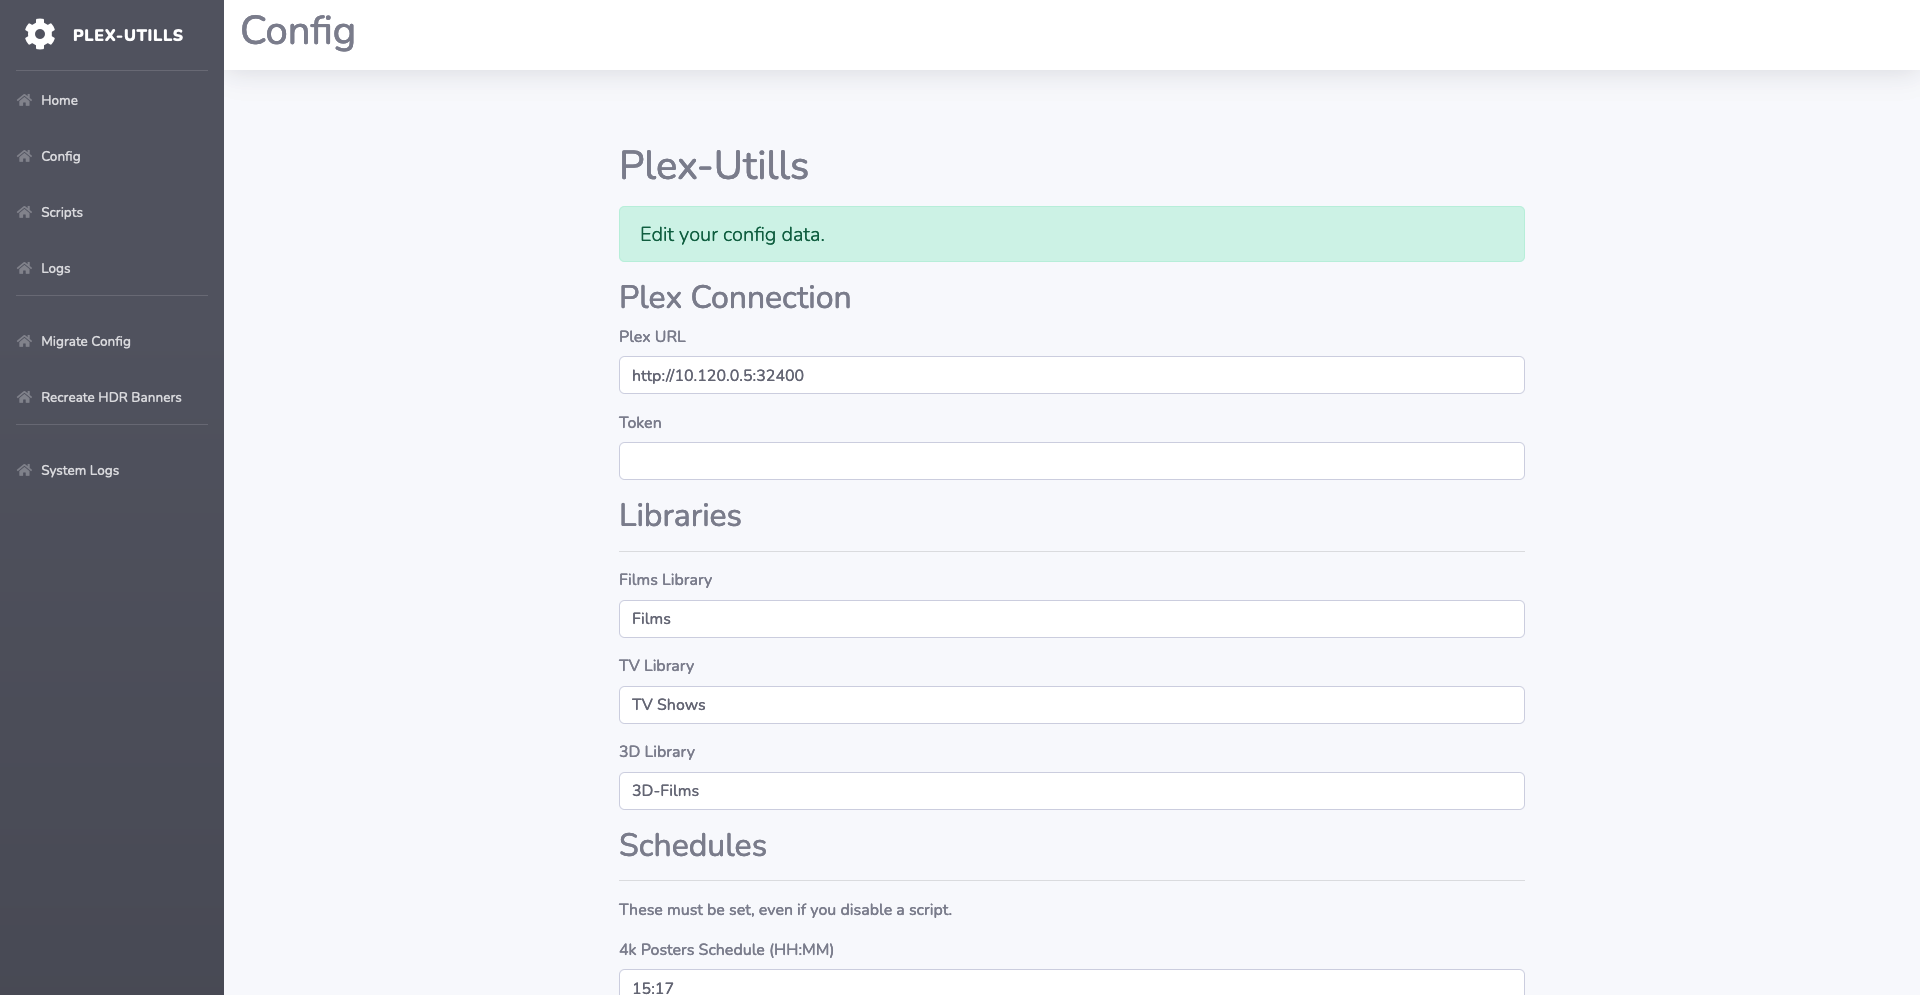 PLEX-UTILLS
Home
Config
Scripts
Logs
Migrate Config
Recreate HDR Banners
System Logs
Config
Plex-Utills
Edit your config data.
Plex Connection
Plex URL
http://10.120.0.5:32400
Token
Libraries
Films Library
Films
TV Library
TV Shows
3D Library
3D-Films
Schedules
These must be set, even if you disable a script.
4k Posters Schedule (HH:MM)
15:17